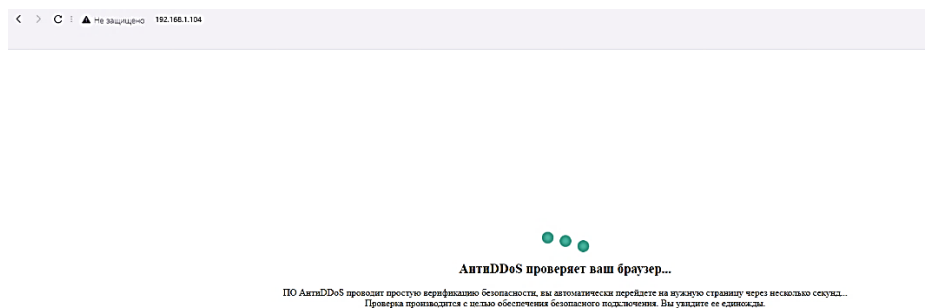 Не защищено 192.168.1.104
АнтиDDoS проверяет ваш браузер...
ПО АнтиDDoS проводит простую верификацию безопасности, вы автоматически перейдете на нужную страницу через несколько секунд...
Проверка производится с целью обеспечения безопасного подключения. Вы увидите ее единожды.